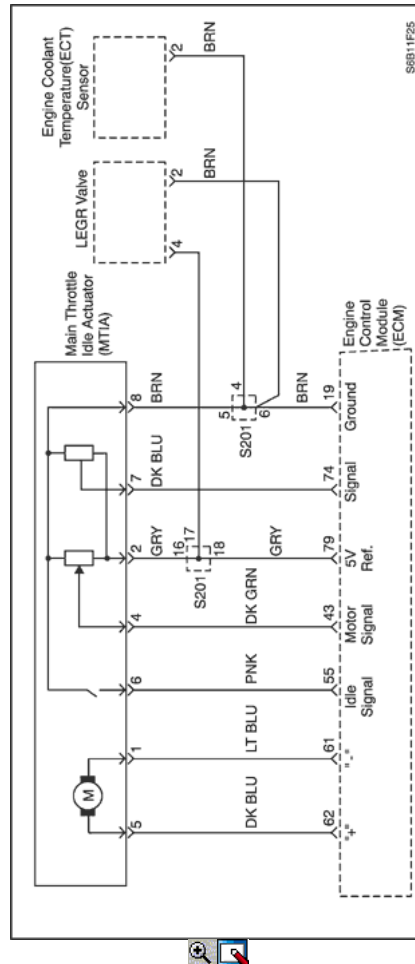 Engine Coolant
Temperature(ECT)
Sensor
2
BRN
LEGR Valve
4
2
BRN
Main Throttle
Idle Actuator
(MTIA)
M
5
1
6
4
2
7
8
DK BLU
LT BLU
PNK
DK GRN
GRY
DK BLU
BRN
16
17
S201
18
GRY
5
4
S201
6
BRN
62
61
55
43
79
74
19
"+"
"-"
Idle
Signal
Motor
Signal
5V
Ref.
Signal
Ground
Engine
Control
Module
(ECM)
S6B11F25